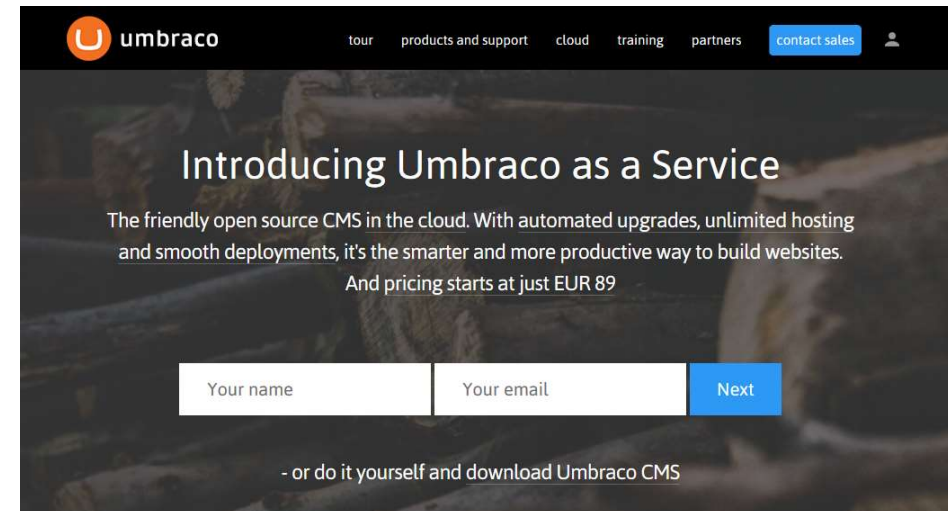 umbraco
tour products and support cloud training partners contact sales
Introducing Umbraco as a Service
The friendly open source CMS in the cloud. With automated upgrades, unlimited hosting
and smooth deployments, it's the smarter and more productive way to build websites.
And pricing starts at just EUR 89
Your name Your email Next
- or do it yourself and download Umbraco CMS